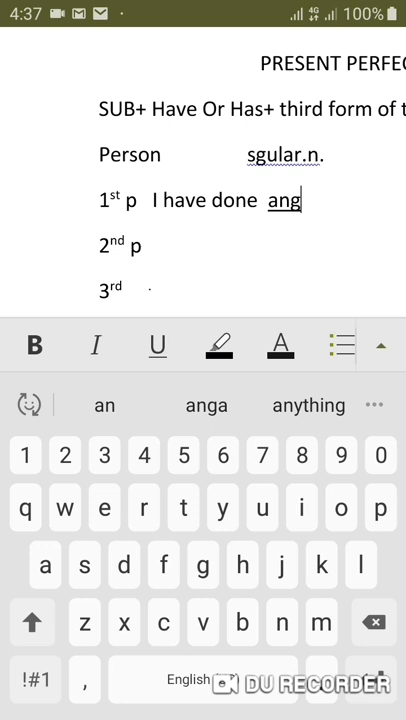 4:37 4G 100%
PRESENT PERFEC
SUB+ Have Or Has+ third form of t
Person sgular.n.
1st p I have done ang
2nd p
3rd .
B I U A
an anga anything ...
1 2 3 4 5 6 7 8 9 0
q w e r t y u i o p
a s d f g h j k l
z x c v b n m
!#1 , English DU RECORDER